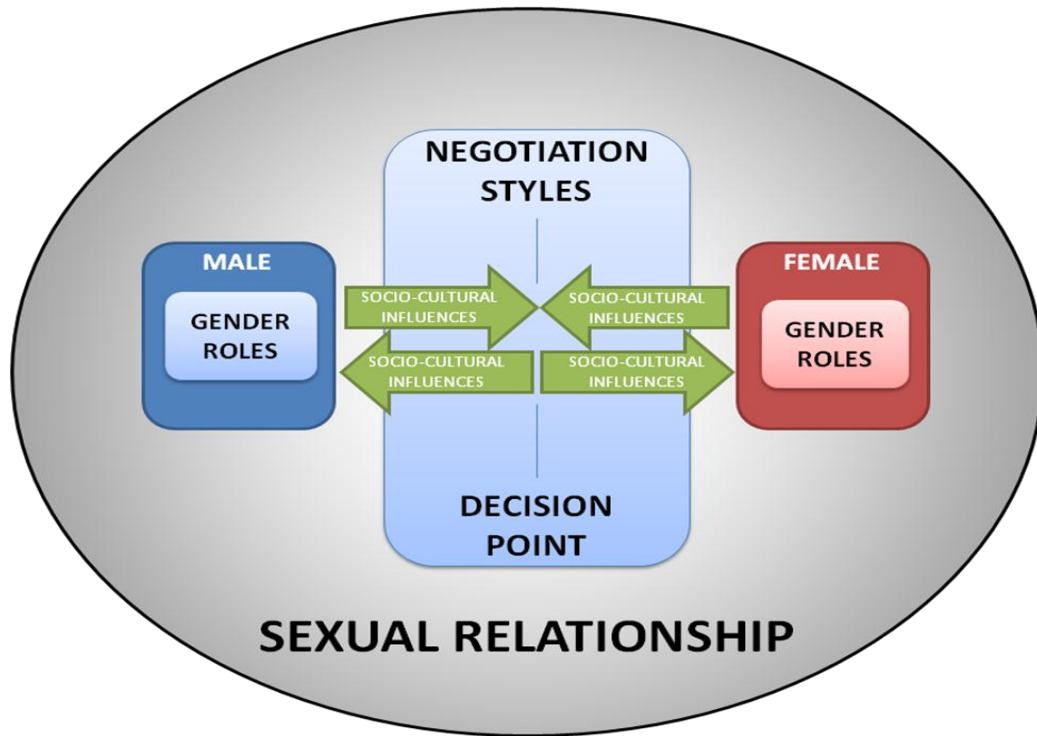 NEGOTIATION
STYLES
MALE
GENDER
ROLES
SOCIO-CULTURAL
INFLUENCES
SOCIO-CULTURAL
INFLUENCES
FEMALE
GENDER
ROLES
SOCIO-CULTURAL
INFLUENCES
SOCIO-CULTURAL
INFLUENCES
DECISION
POINT
SEXUAL RELATIONSHIP